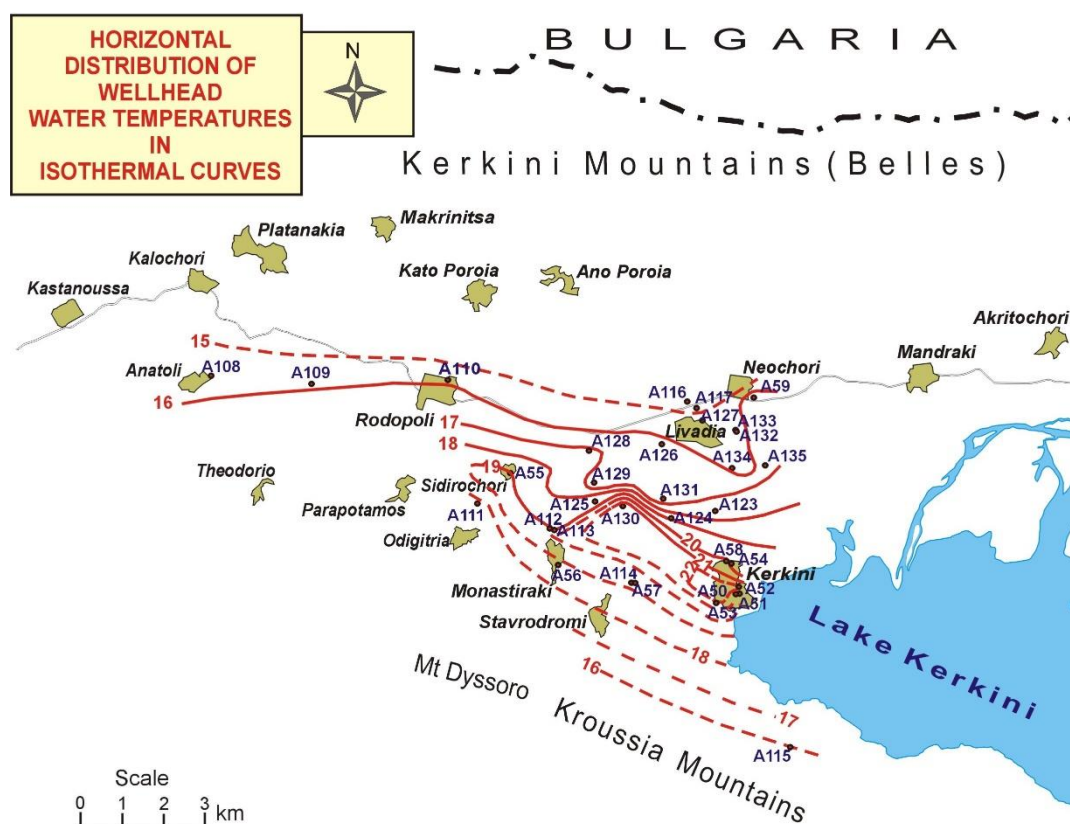 HORIZONTAL
DISTRIBUTION OF
WELLHEAD
WATER TEMPERATURES
IN
ISOTHERMAL CURVES
N
BULGARIA
Kerkini Mountains (Belles)
Makrinitsa
Platanakia
Kalochori
Kato Poroia
Ano Poroia
Kastanoussa
Akritochori
15
Neochori
Mandraki
Anatoli
A108
A109
A110
A59
16
A116
A117
Rodopoli
17
A127
A133
Livadia
A132
18
A128
A126
A134
A135
19
Theodorio
A55
A129
Sidirochori
A131
Parapotamos
A111
A125
A123
A112
A130
A124
A113
Odigitria
20
A58
A54
21
22
A56
A114
Kerkini
Monastiraki
A57
A50
A52
A51
A53
Stavrodromi
18
Lake Kerkini
16
Mt Dyssoro
Kroussia Mountains
17
A115
Scale
0 1 2 3 km